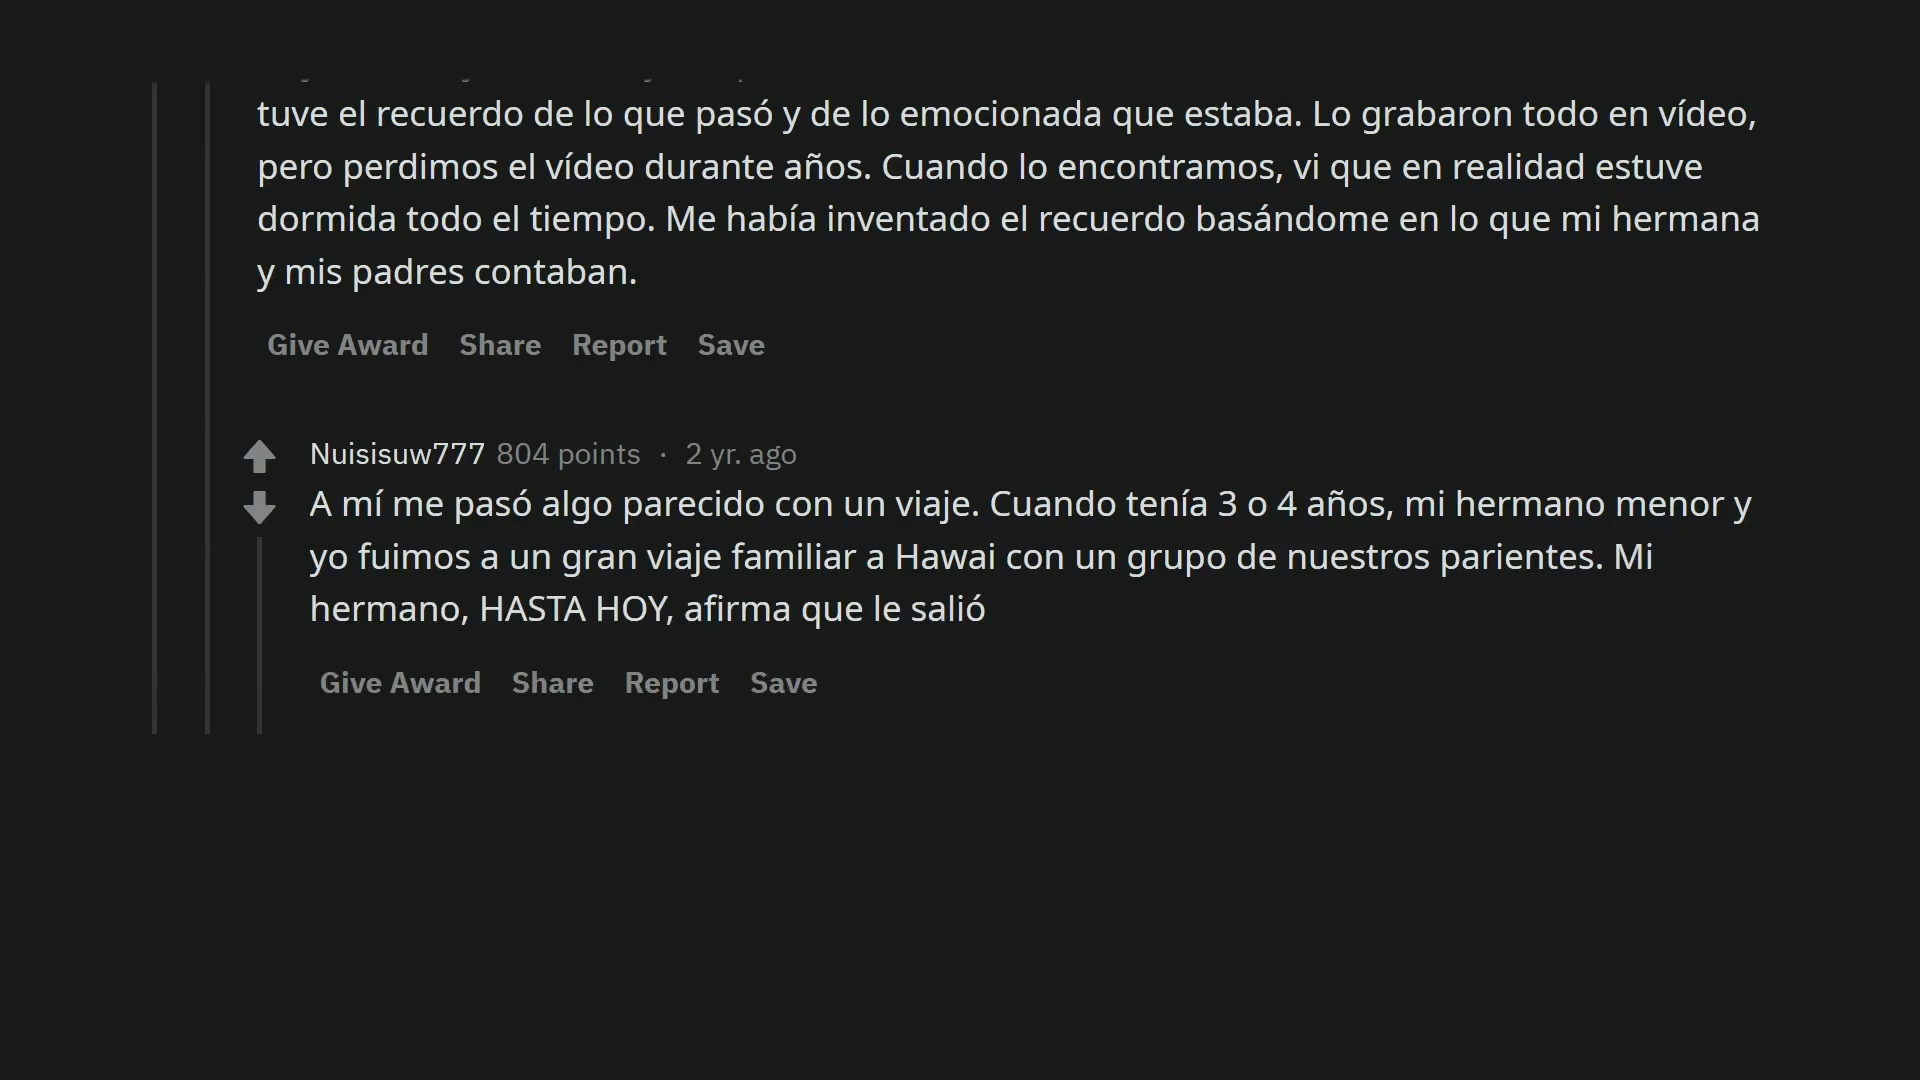 tuve el recuerdo de lo que pasó y de lo emocionada que estaba. Lo grabaron todo en vídeo,
pero perdimos el vídeo durante años. Cuando lo encontramos, vi que en realidad estuve
dormida todo el tiempo. Me había inventado el recuerdo basándome en lo que mi hermana
y mis padres contaban.
Give Award Share Report Save
Nuisisuw777 804 points · 2 yr. ago
A mí me pasó algo parecido con un viaje. Cuando tenía 3 o 4 años, mi hermano menor y
yo fuimos a un gran viaje familiar a Hawai con un grupo de nuestros parientes. Mi
hermano, HASTA HOY, afirma que le salió
Give Award Share Report Save